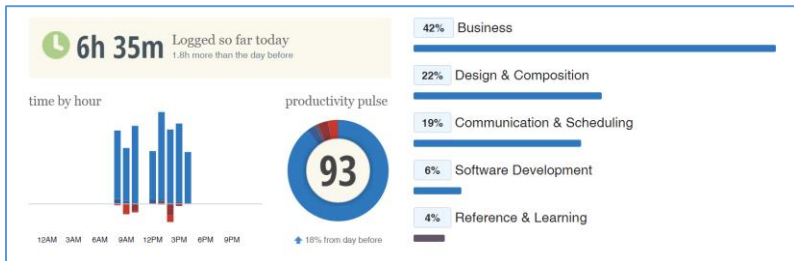 6h 35m Logged so far today
1.8h more than the day before
time by hour
12AM 3AM 6AM 9AM 12PM 3PM 6PM 9PM
productivity pulse
93
18% from day before
42% Business
22% Design & Composition
19% Communication & Scheduling
6% Software Development
4% Reference & Learning